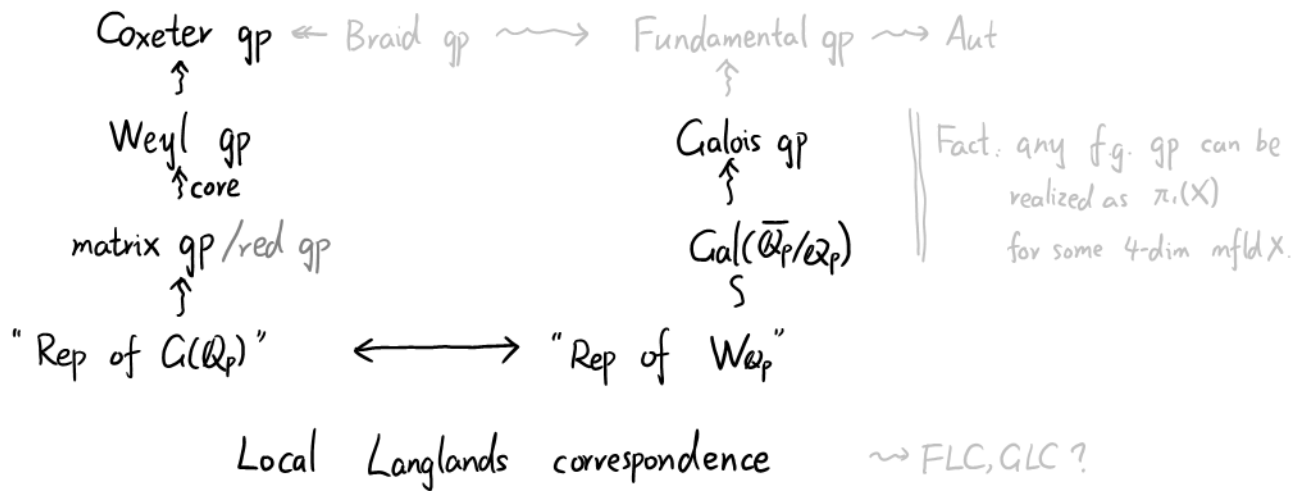 Coxeter gp ↞ Braid gp ⇝ Fundamental gp ⇝ Aut
Weyl gp
Galois gp
Fact: any f.g. gp can be
realized as π₁(X)
for some 4-dim mfld X.
core
matrix gp/red gp
Gal(Q̅ₚ/Qₚ)
"Rep of G(Qₚ)" ⟷ "Rep of W_Qₚ"
Local Langlands correspondence ⇝ FLC, GLC ?